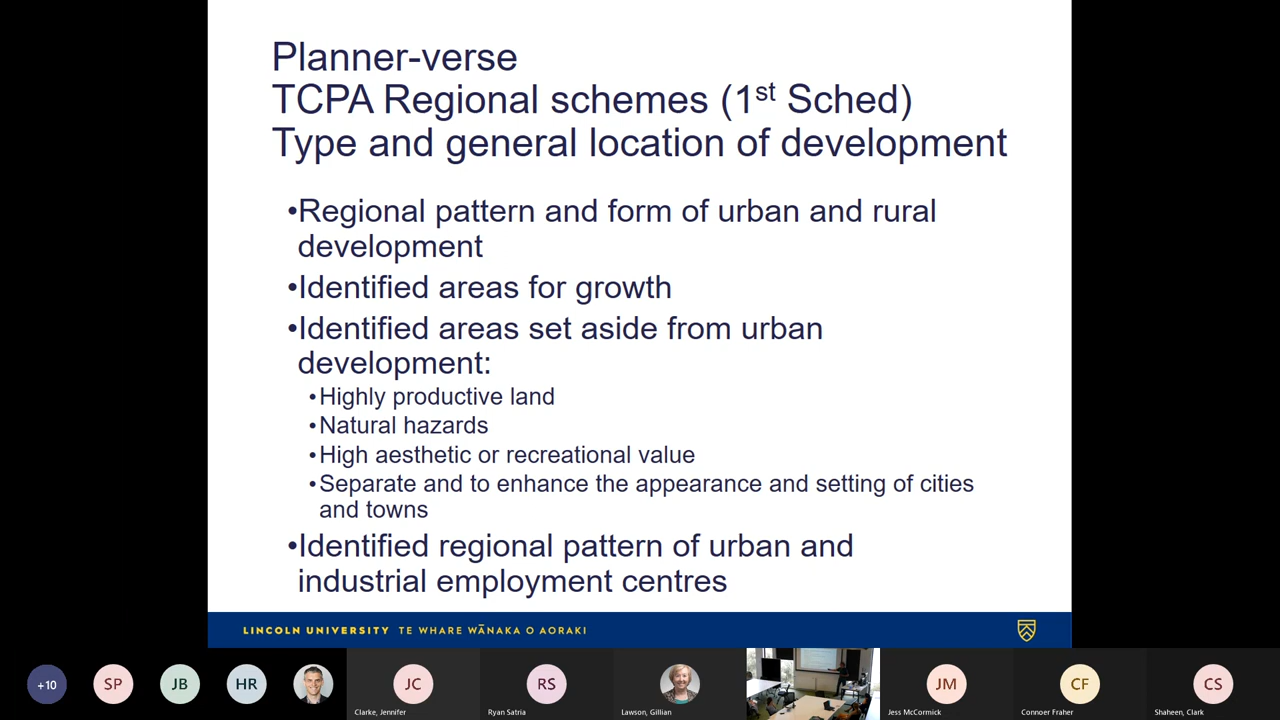 Planner-verse
TCPA Regional schemes (1st Sched)
Type and general location of development
•Regional pattern and form of urban and rural
development
•Identified areas for growth
•Identified areas set aside from urban
development:
•Highly productive land
•Natural hazards
•High aesthetic or recreational value
•Separate and to enhance the appearance and setting of cities
and towns
•Identified regional pattern of urban and
industrial employment centres
LINCOLN UNIVERSITY TE WHARE WĀNAKA O AORAKI
+10
SP
JB
HR
JC
RS
JM
CF
CS
Clarke, Jennifer
Ryan Satria
Lawson, Gillian
Jess McCormick
Connoer Fraher
Shaheen, Clark